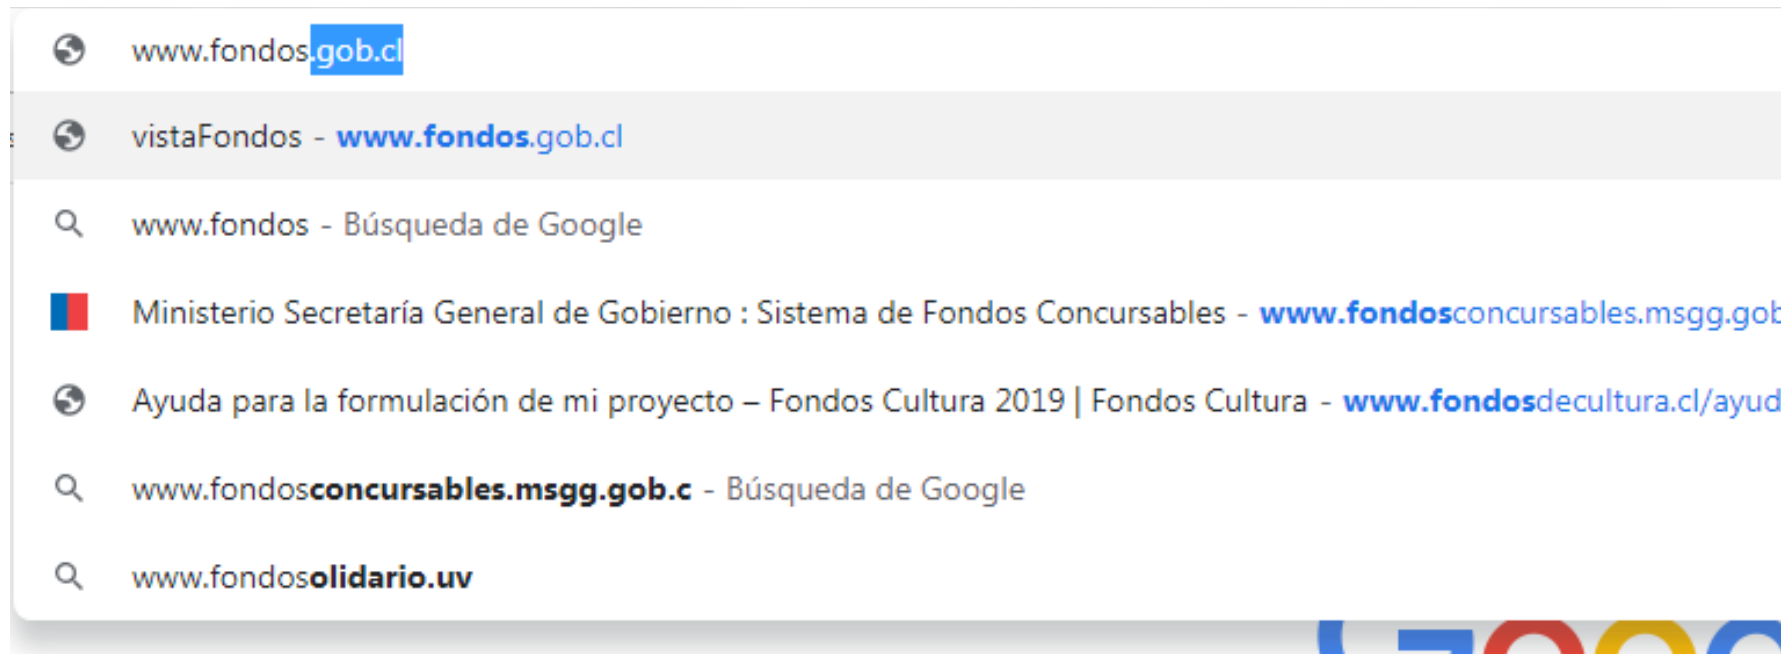 www.fondos.gob.cl
vistaFondos - www.fondos.gob.cl
www.fondos - Búsqueda de Google
Ministerio Secretaría General de Gobierno : Sistema de Fondos Concursables - www.fondosconcursables.msgg.gob
Ayuda para la formulación de mi proyecto – Fondos Cultura 2019 | Fondos Cultura - www.fondosdecultura.cl/ayud
www.fondosconcursables.msgg.gob.c - Búsqueda de Google
www.fondosolidario.uv